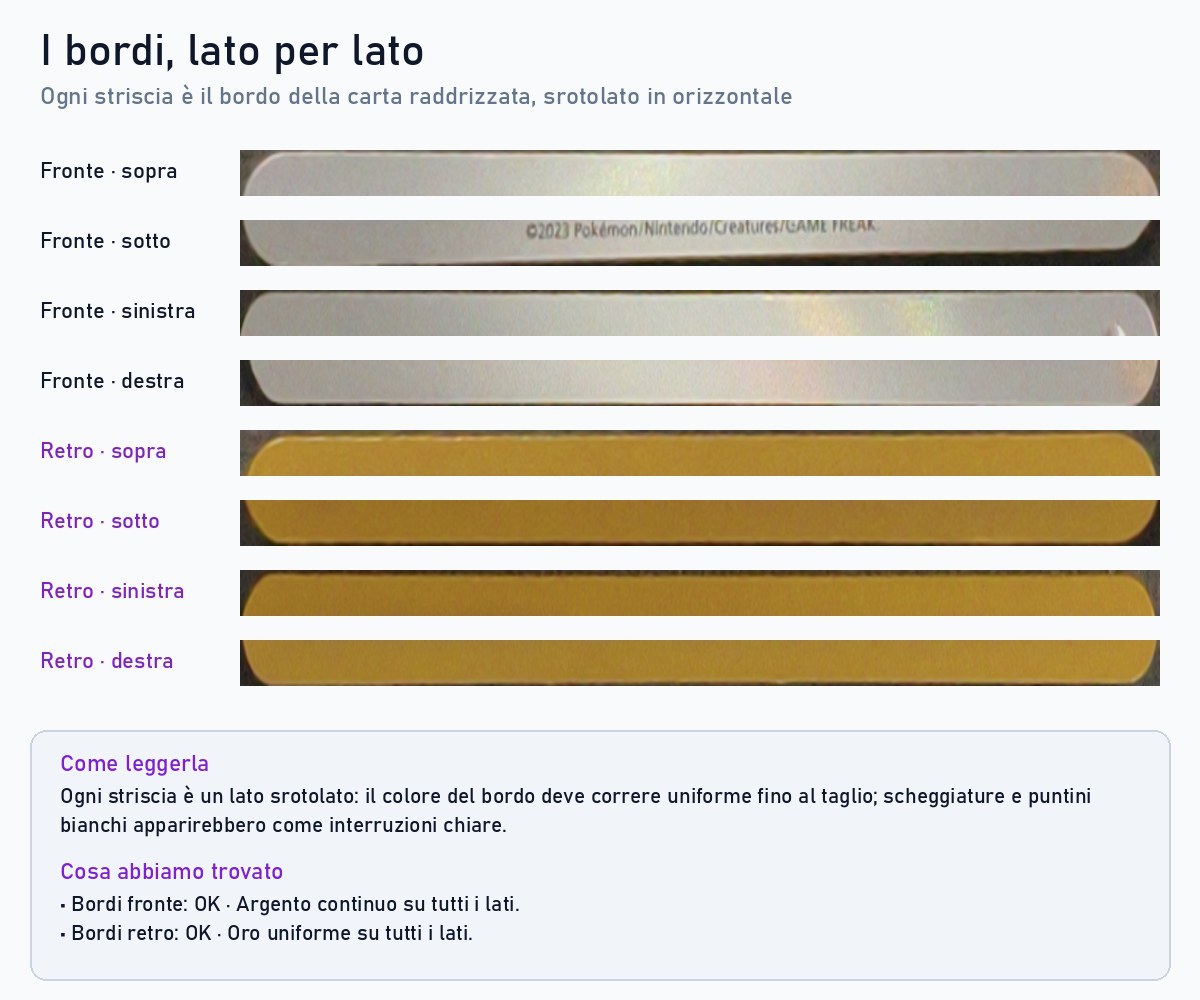 I bordi, lato per lato
Ogni striscia è il bordo della carta raddrizzata, srotolato in orizzontale
Fronte · sopra
Fronte · sotto
©2023 Pokémon/Nintendo/Creatures/GAME FREAK
Fronte · sinistra
Fronte · destra
Retro · sopra
Retro · sotto
Retro · sinistra
Retro · destra
Come leggerla
Ogni striscia è un lato srotolato: il colore del bordo deve correre uniforme fino al taglio; scheggiature e puntini
bianchi apparirebbero come interruzioni chiare.
Cosa abbiamo trovato
• Bordi fronte: OK · Argento continuo su tutti i lati.
• Bordi retro: OK · Oro uniforme su tutti i lati.